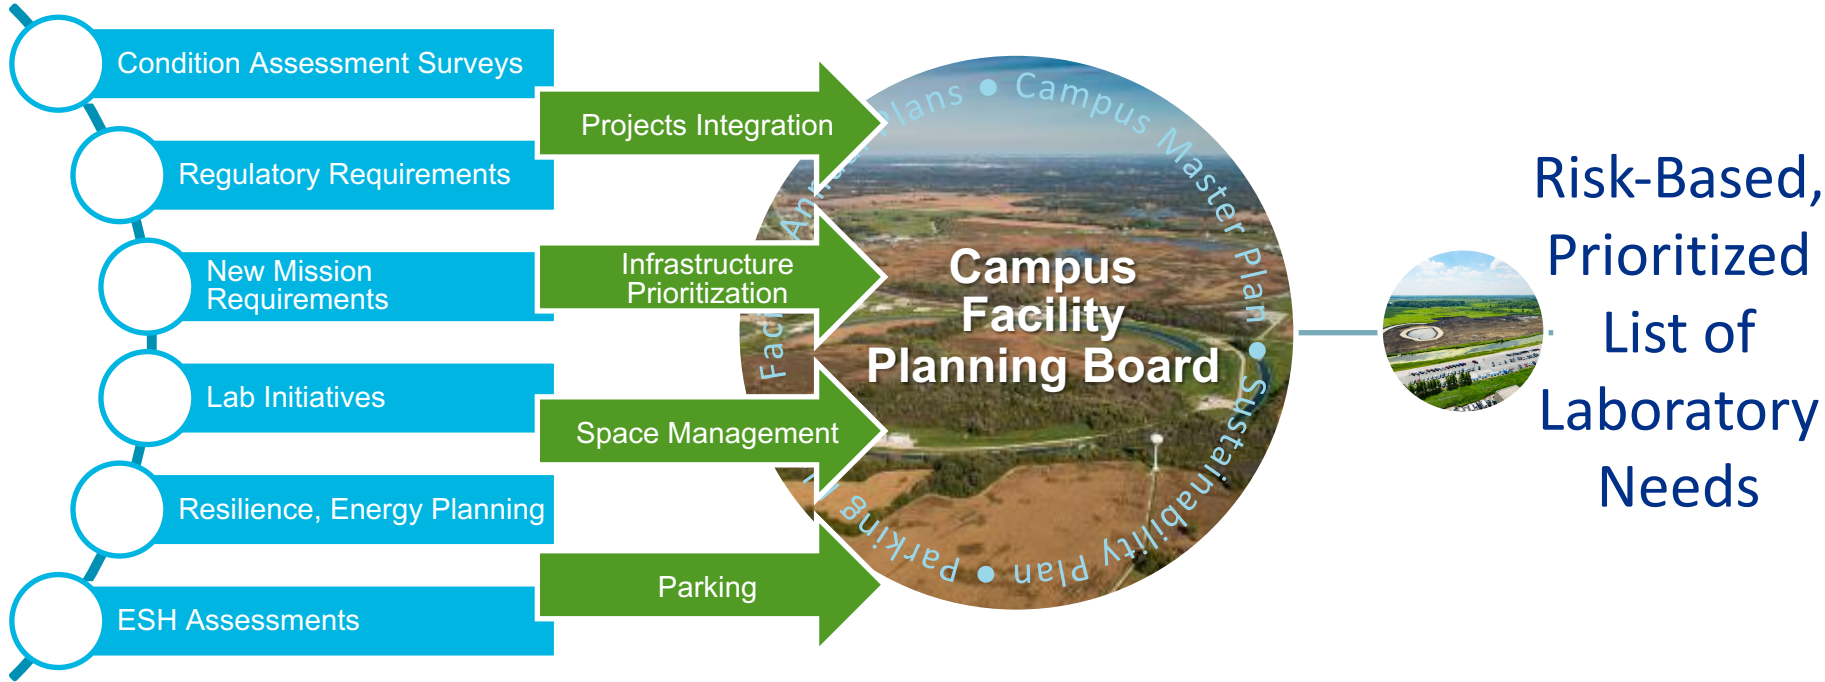 Condition Assessment Surveys
Regulatory Requirements
New Mission
Requirements
Lab Initiatives
Resilience, Energy Planning
ESH Assessments
Projects Integration
Infrastructure
Prioritization
Space Management
Parking
Plans • Campus Master Plan • Sustainability Plan • Parking
Campus
Facility
Planning Board
Risk-Based,
Prioritized
List of
Laboratory
Needs